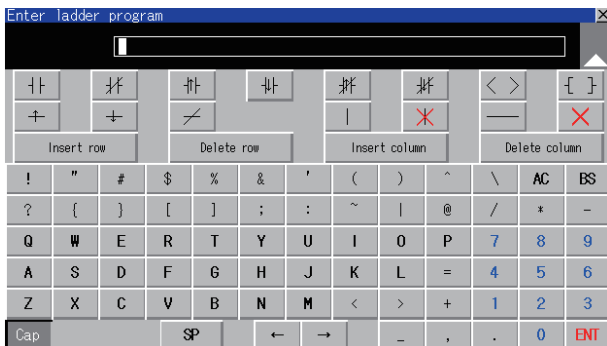 Enter ladder program
Insert row Delete row Insert column Delete column
! " # $ % & ' ( ) ^ \ AC BS
? { } [ ] ; : ~ | @ / * -
Q W E R T Y U I O P 7 8 9
A S D F G H J K L = 4 5 6
Z X C V B N M < > + 1 2 3
Cap SP ← → _ , . 0 ENT